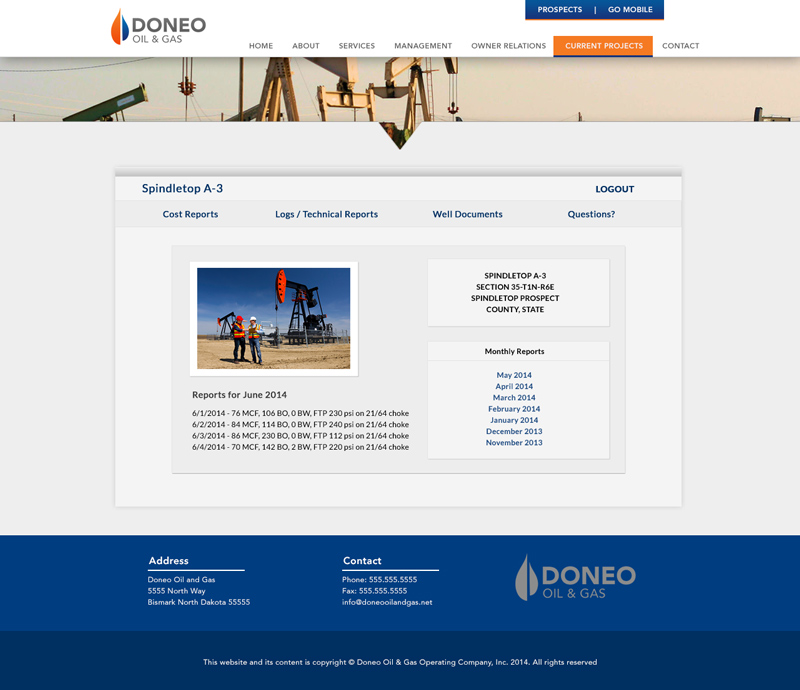 PROSPECTS | GO MOBILE
DONEO
OIL & GAS
HOME ABOUT SERVICES MANAGEMENT OWNER RELATIONS CURRENT PROJECTS CONTACT
Spindletop A-3 LOGOUT
Cost Reports Logs / Technical Reports Well Documents Questions?
SPINDLETOP A-3
SECTION 35-T1N-R6E
SPINDLETOP PROSPECT
COUNTY, STATE
Reports for June 2014
6/1/2014 - 76 MCF, 106 BO, 0 BW, FTP 230 psi on 21/64 choke
6/2/2014 - 84 MCF, 114 BO, 0 BW, FTP 240 psi on 21/64 choke
6/3/2014 - 86 MCF, 230 BO, 0 BW, FTP 112 psi on 21/64 choke
6/4/2014 - 70 MCF, 142 BO, 2 BW, FTP 220 psi on 21/64 choke
Monthly Reports
May 2014
April 2014
March 2014
February 2014
January 2014
December 2013
November 2013
Address
Doneo Oil and Gas
5555 North Way
Bismark North Dakota 55555
Contact
Phone: 555.555.5555
Fax: 555.555.5555
info@doneooilandgas.net
DONEO
OIL & GAS
This website and its content is copyright © Doneo Oil & Gas Operating Company, Inc. 2014. All rights reserved